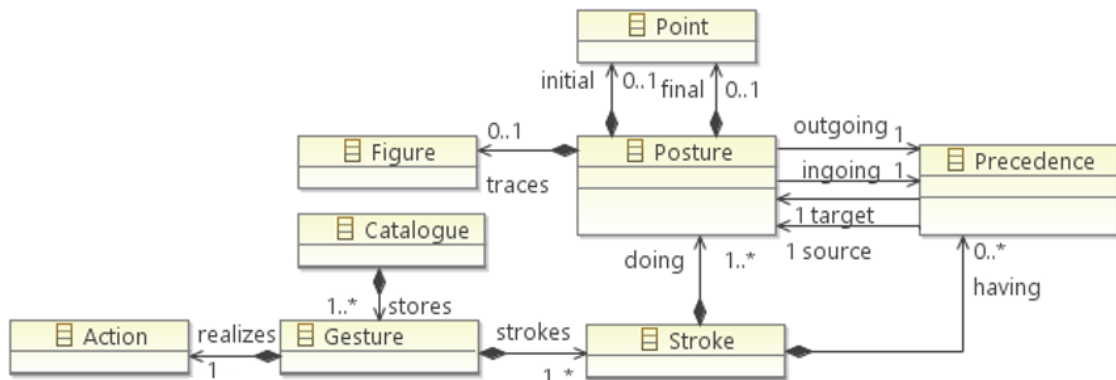 Point
initial 0..1 final 0..1
outgoing 1
0..1 Figure Posture Precedence
traces ingoing 1
Catalogue 1 target
doing 1..* 1 source 0..*
1..* stores having
Action realizes Gesture strokes Stroke
1 1..*